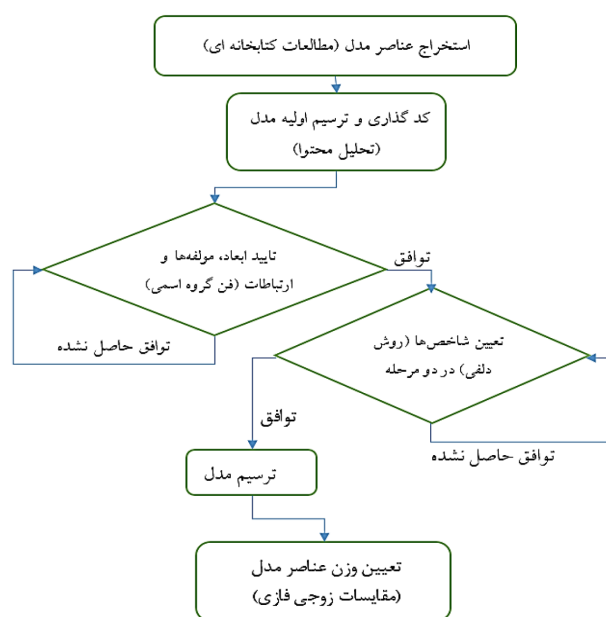 استخراج عناصر مدل (مطالعات کتابخانه ای)
کد گذاری و ترسیم اولیه مدل
(تحلیل محتوا)
تایید ابعاد، مولفه‌ها و
ارتباطات (فن گروه اسمی)
توافق
توافق حاصل نشده
تعیین شاخص‌ها (روش
دلفی) در دو مرحله
توافق
توافق حاصل نشده
ترسیم مدل
تعیین وزن عناصر مدل
(مقایسات زوجی فازی)